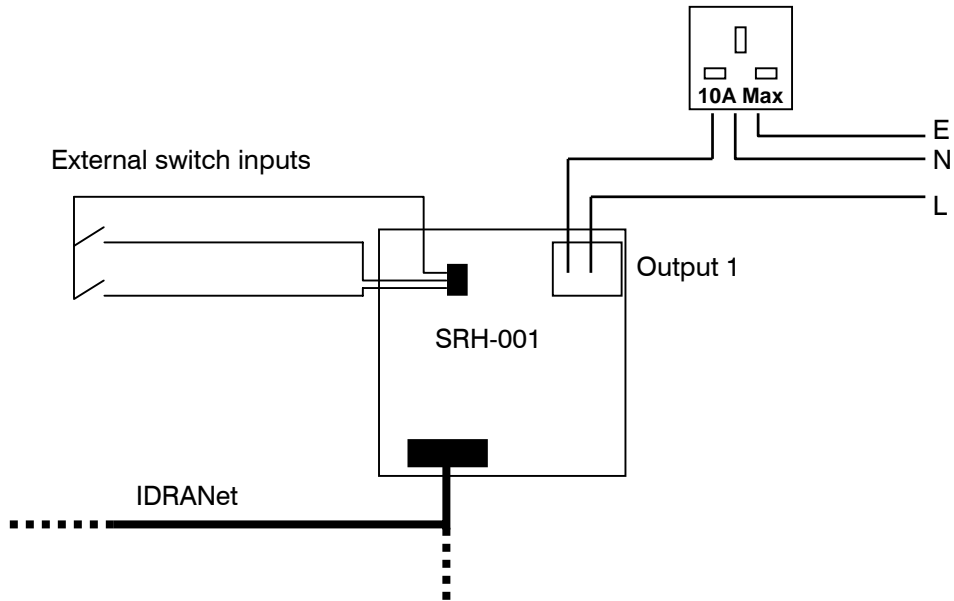 10A Max
E
External switch inputs
N
L
Output 1
SRH-001
IDRANet